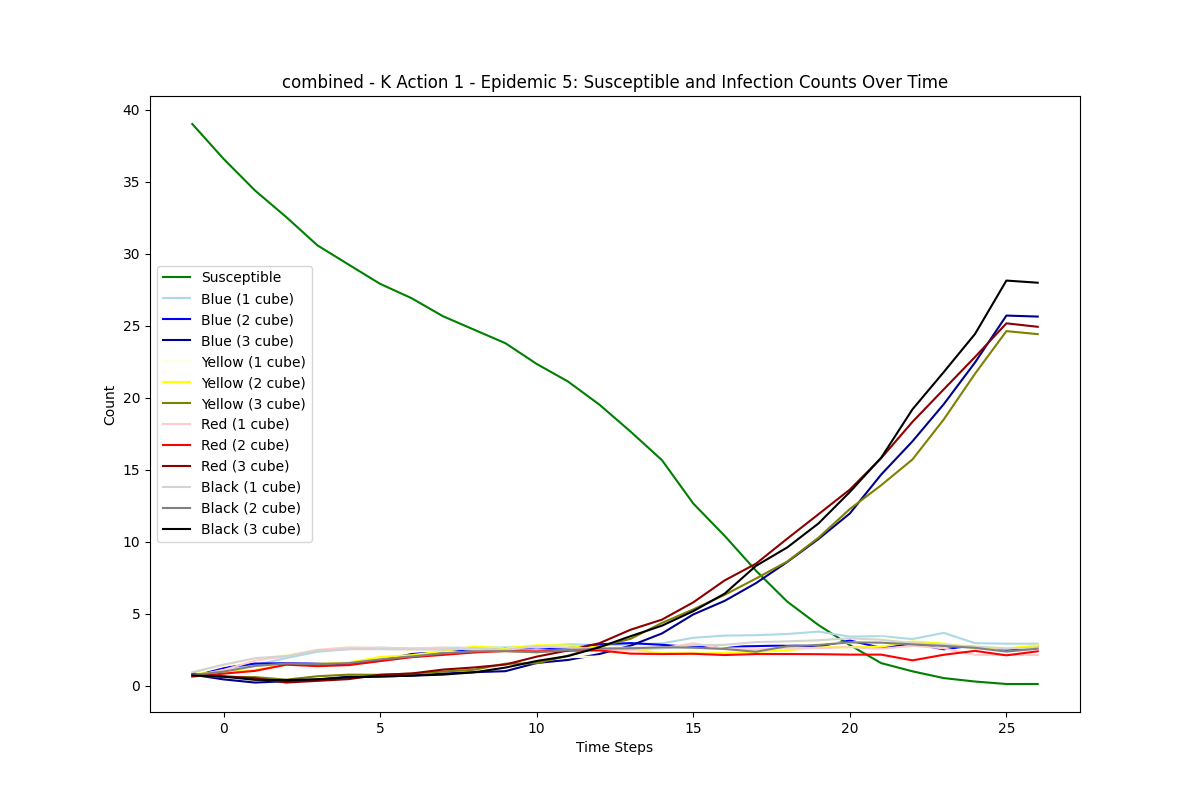 combined - K Action 1 - Epidemic 5: Susceptible and Infection Counts Over Time
40
35
30
25
20
15
10
5
0
Count
Susceptible
Blue (1 cube)
Blue (2 cube)
Blue (3 cube)
Yellow (1 cube)
Yellow (2 cube)
Yellow (3 cube)
Red (1 cube)
Red (2 cube)
Red (3 cube)
Black (1 cube)
Black (2 cube)
Black (3 cube)
0 5 10 15 20 25
Time Steps